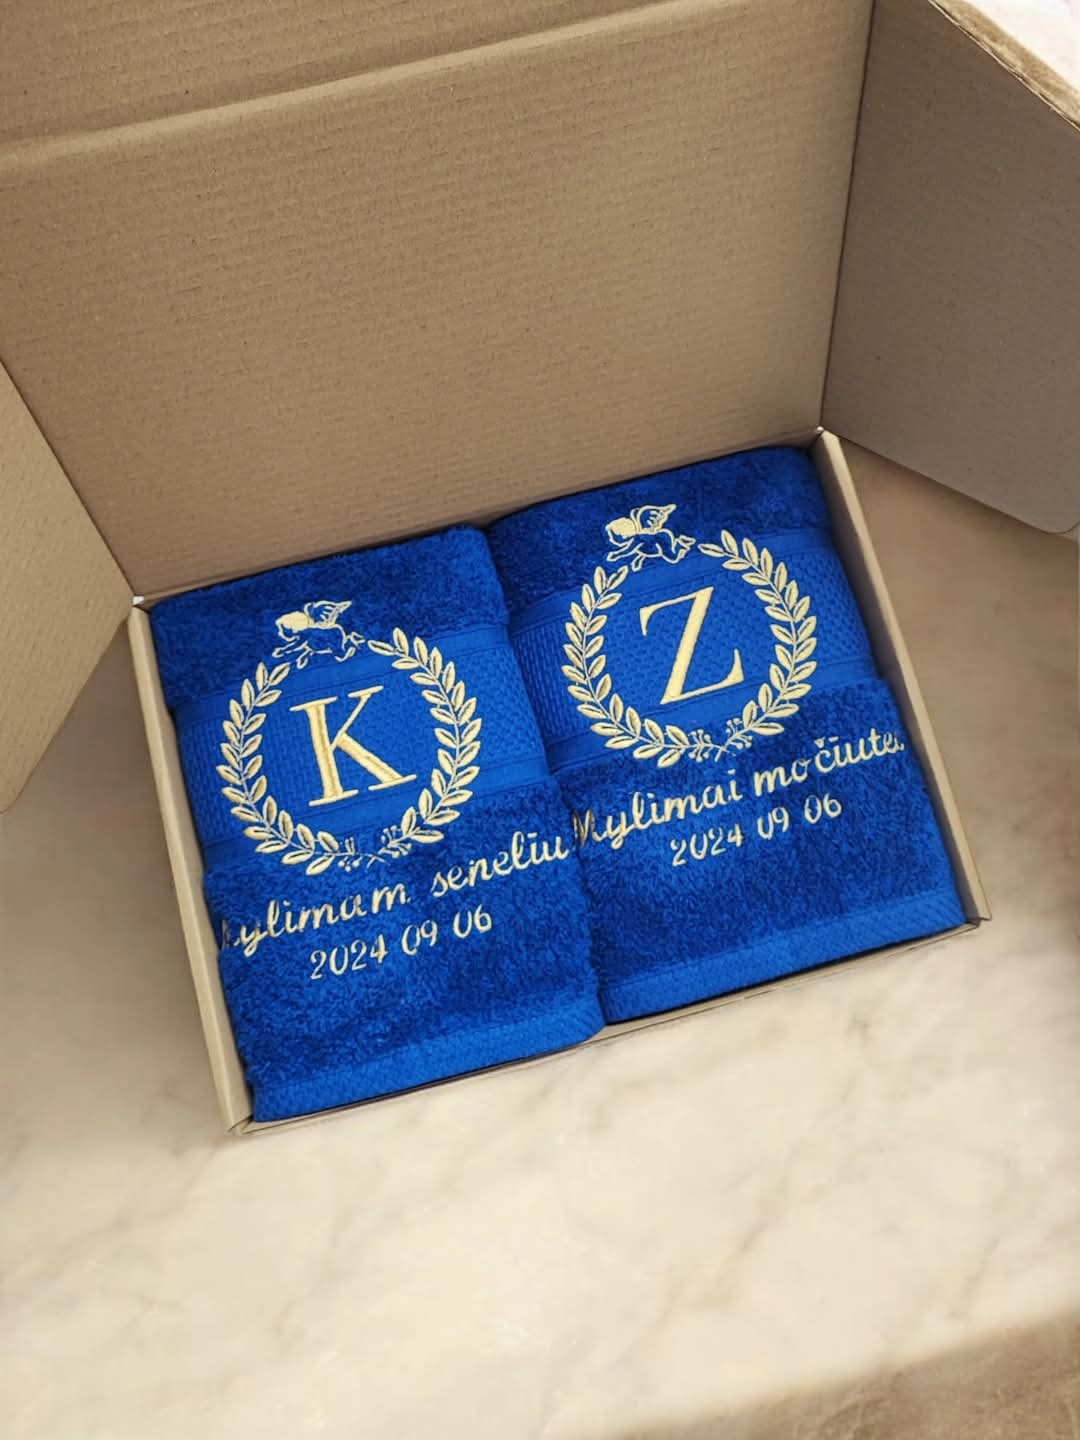 K
Mylimam seneliu
2024 09 06
Z
Mylimai močiutei
2024 09 06